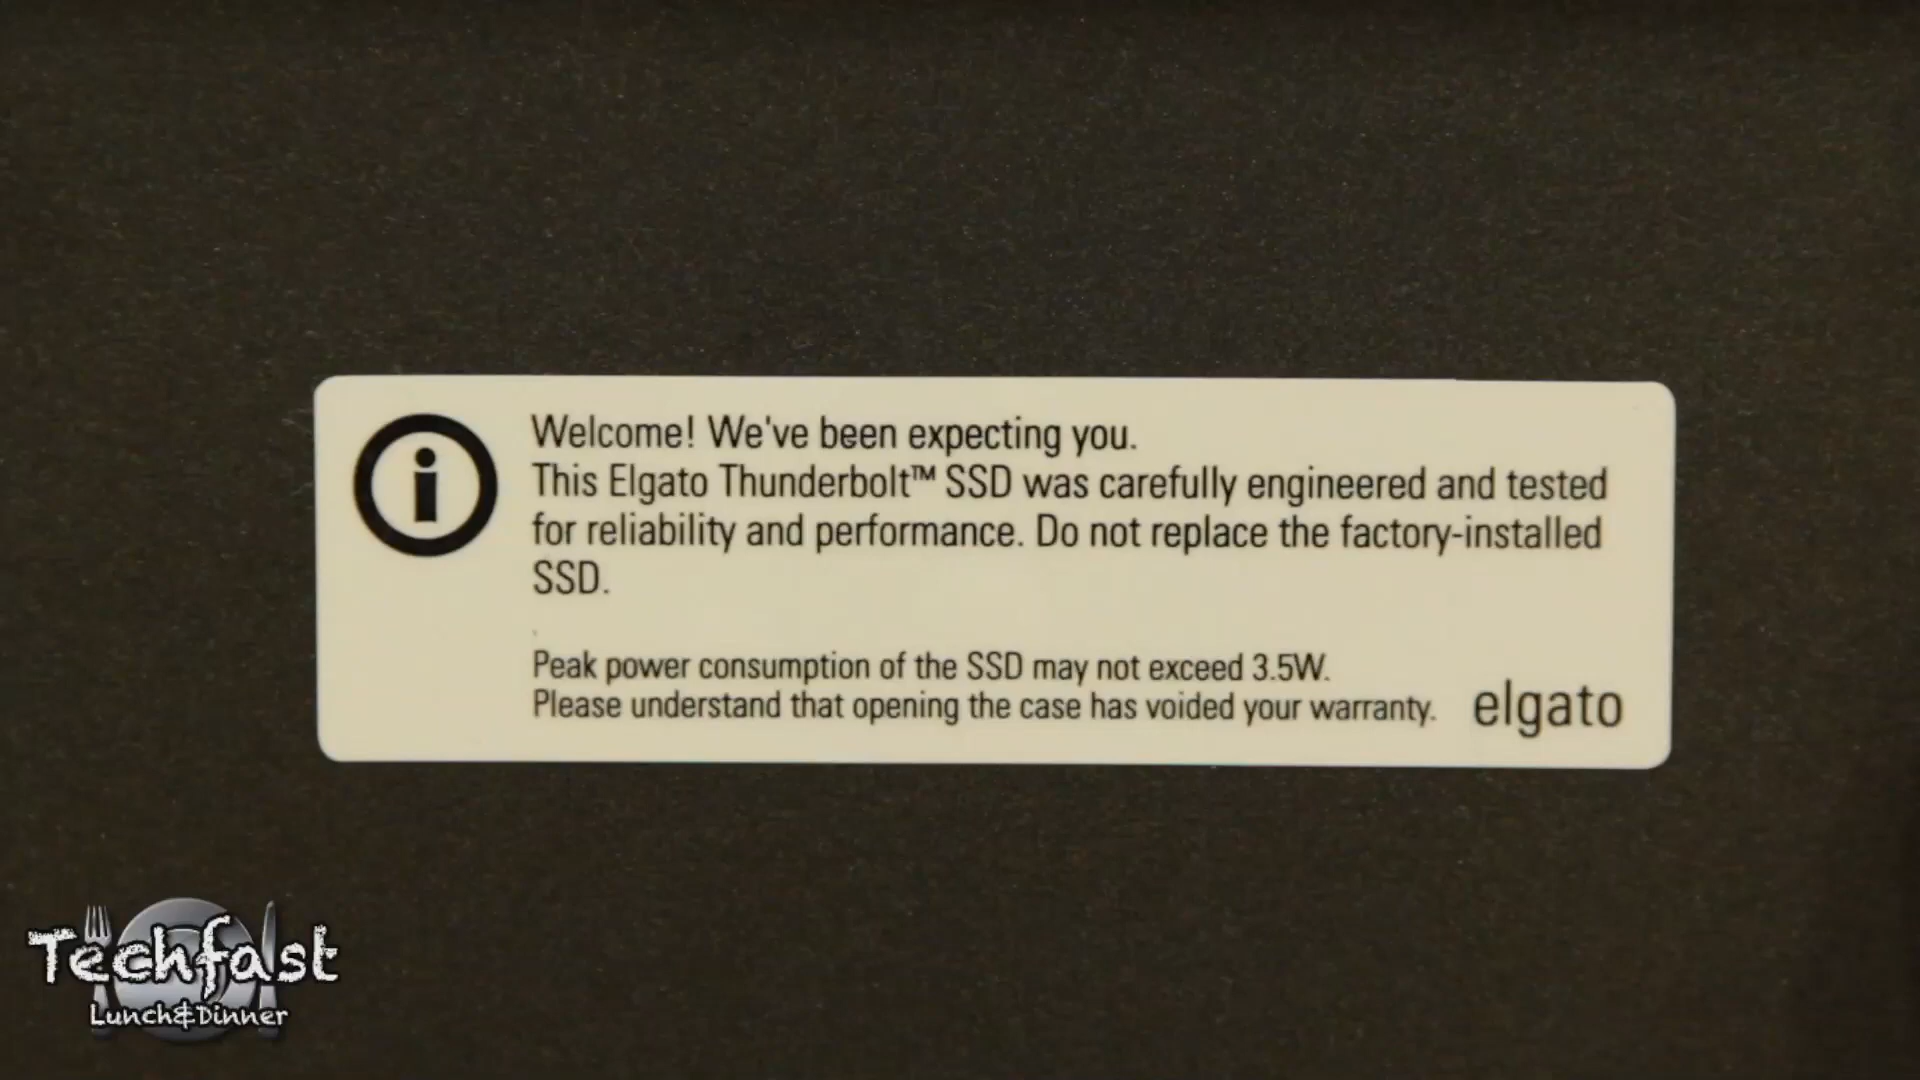 Welcome! We've been expecting you.
This Elgato Thunderbolt™ SSD was carefully engineered and tested
for reliability and performance. Do not replace the factory-installed
SSD.
Peak power consumption of the SSD may not exceed 3.5W.
Please understand that opening the case has voided your warranty.
elgato
Techfast
Lunch&Dinner